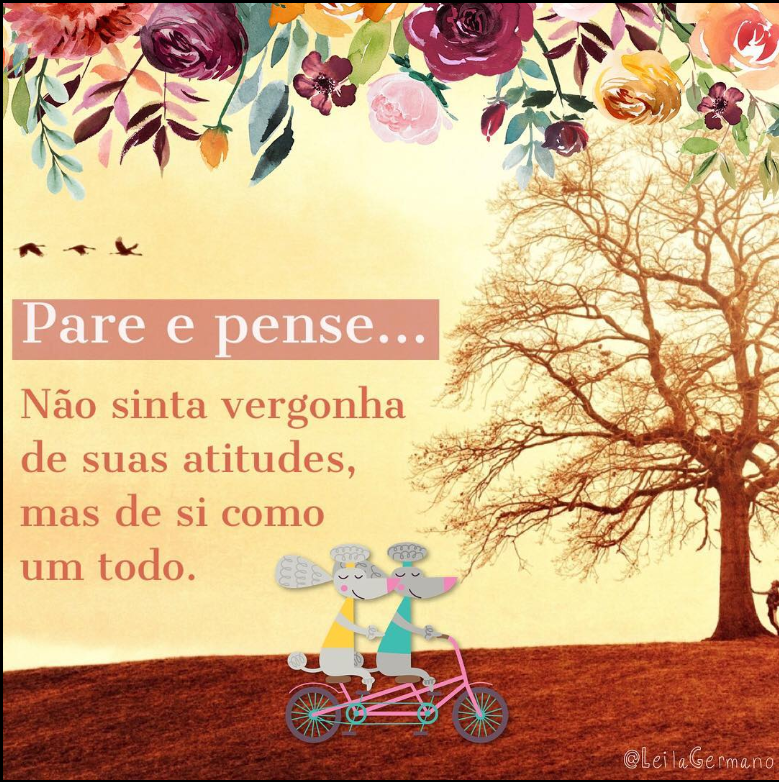 Pare e pense...
Não sinta vergonha
de suas atitudes,
mas de si como
um todo.
@LeilaGermano